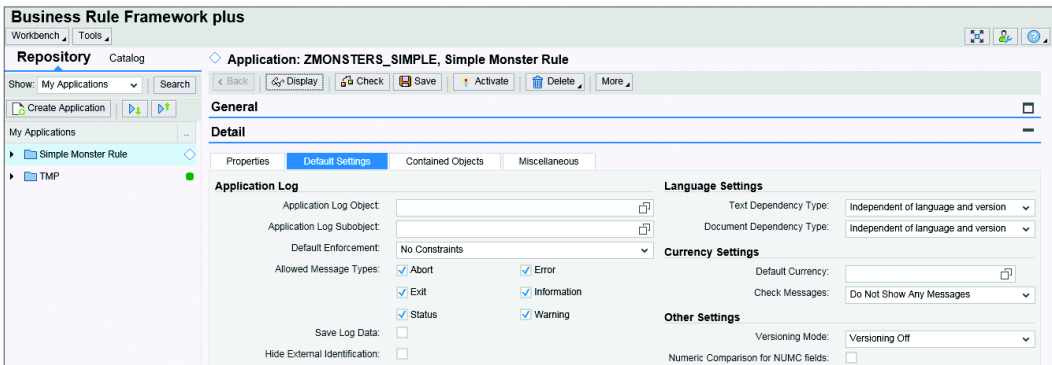 Business Rule Framework plus
Workbench Tools
Repository Catalog
Show: My Applications Search
Create Application
My Applications ..
Simple Monster Rule
TMP
Application: ZMONSTERS_SIMPLE, Simple Monster Rule
< Back Display Check Save Activate Delete More
General
Detail
Properties Default Settings Contained Objects Miscellaneous
Application Log
Application Log Object:
Application Log Subobject:
Default Enforcement: No Constraints
Allowed Message Types: Abort Error
Exit Information
Status Warning
Save Log Data:
Hide External Identification:
Language Settings
Text Dependency Type: Independent of language and version
Document Dependency Type: Independent of language and version
Currency Settings
Default Currency:
Check Messages: Do Not Show Any Messages
Other Settings
Versioning Mode: Versioning Off
Numeric Comparison for NUMC fields: